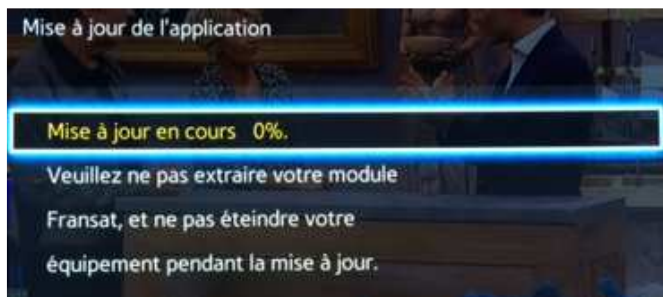 Mise à jour de l'application
Mise à jour en cours 0%.
Veuillez ne pas extraire votre module
Fransat, et ne pas éteindre votre
équipement pendant la mise à jour.